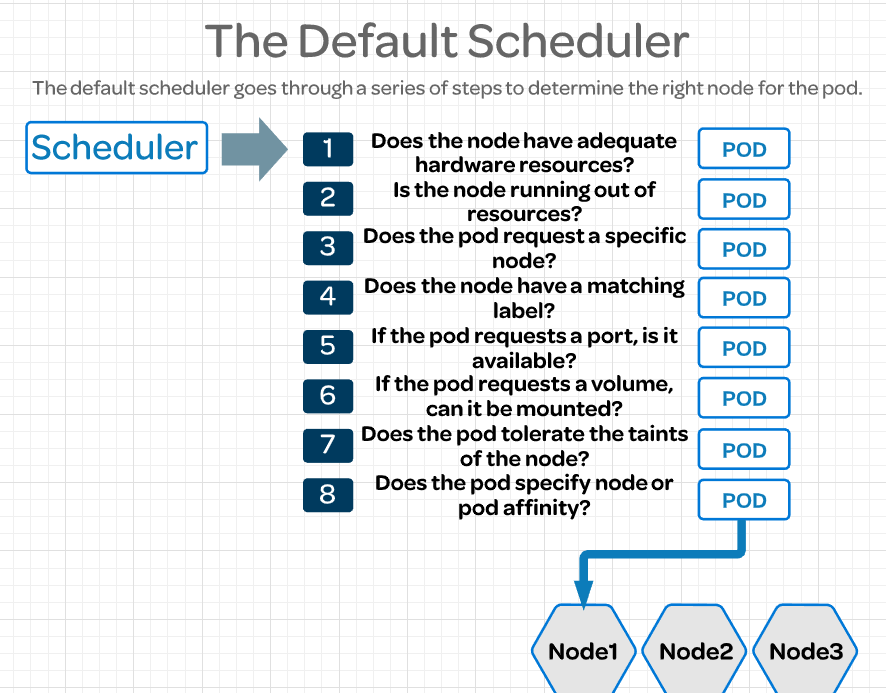 The Default Scheduler
The default scheduler goes through a series of steps to determine the right node for the pod.
Scheduler
1
Does the node have adequate
hardware resources?
POD
2
Is the node running out of
resources?
POD
3
Does the pod request a specific
node?
POD
4
Does the node have a matching
label?
POD
5
If the pod requests a port, is it
available?
POD
6
If the pod requests a volume,
can it be mounted?
POD
7
Does the pod tolerate the taints
of the node?
POD
8
Does the pod specify node or
pod affinity?
POD
Node1
Node2
Node3